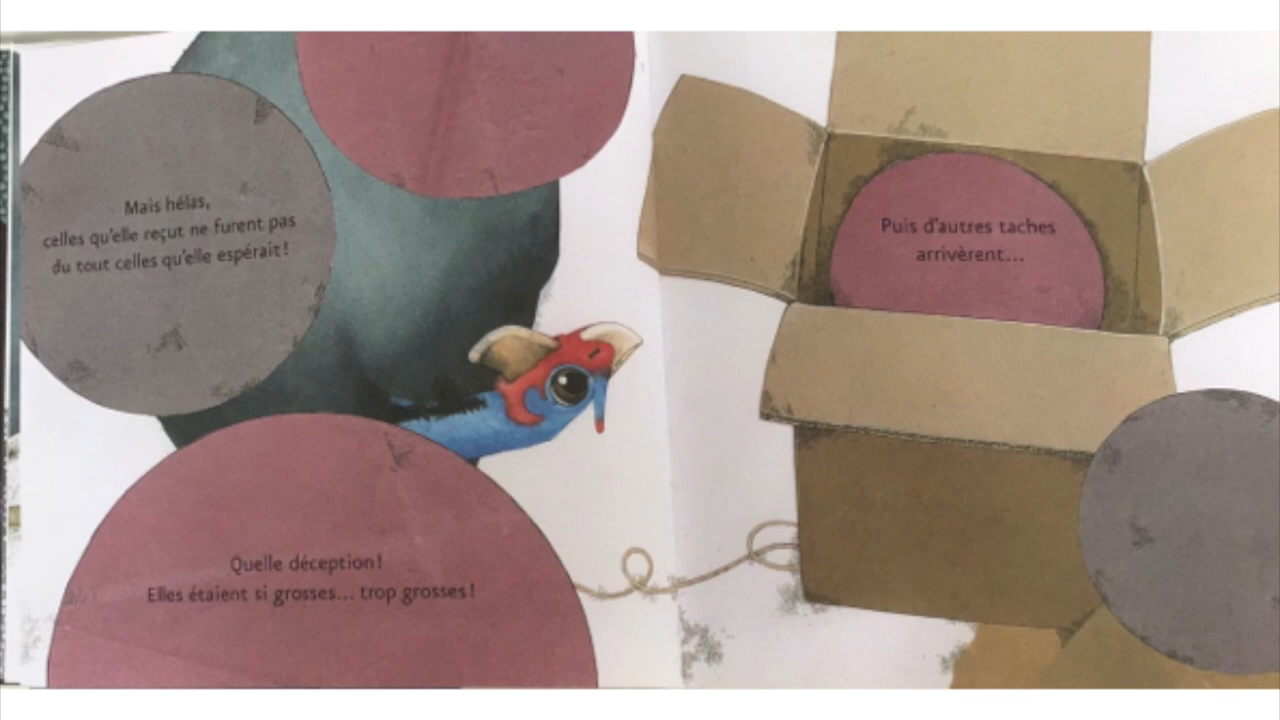 Mais hélas,
celles qu'elle reçut ne furent pas
du tout celles qu'elle espérait !
Quelle déception !
Elles étaient si grosses... trop grosses !
Puis d'autres taches
arrivèrent...